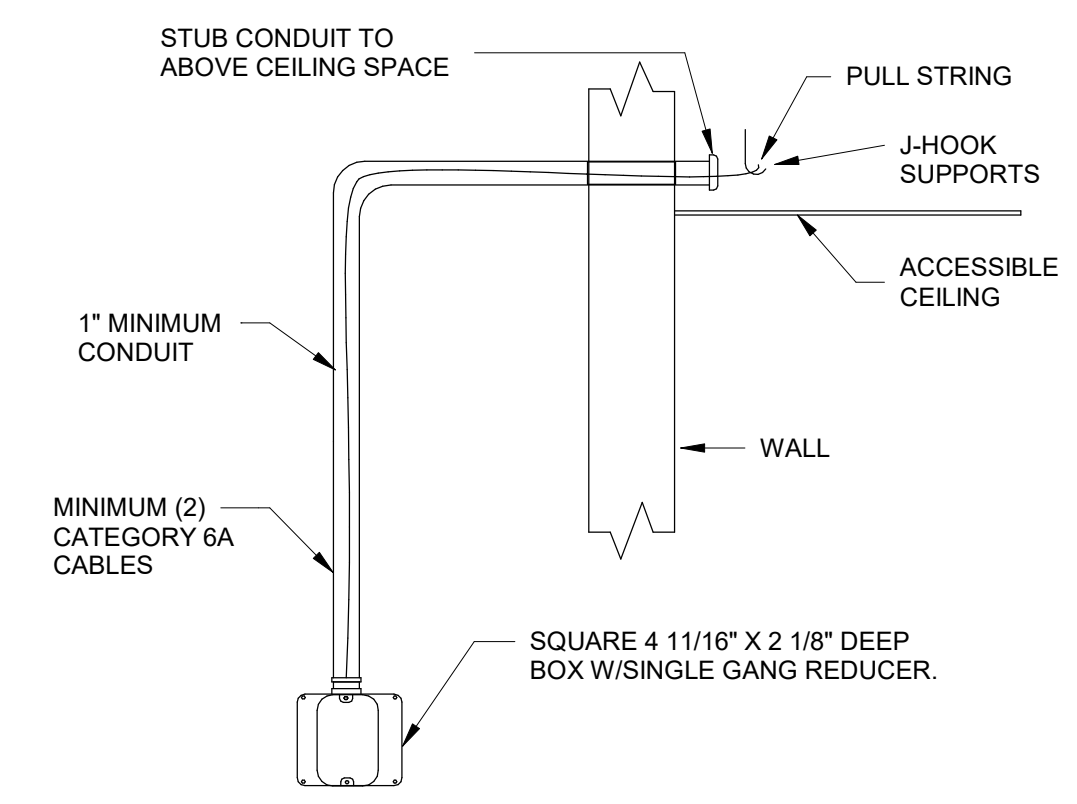 STUB CONDUIT TO
ABOVE CEILING SPACE
PULL STRING
J-HOOK
SUPPORTS
ACCESSIBLE
CEILING
1" MINIMUM
CONDUIT
WALL
MINIMUM (2)
CATEGORY 6A
CABLES
SQUARE 4 11/16" X 2 1/8" DEEP
BOX W/SINGLE GANG REDUCER.